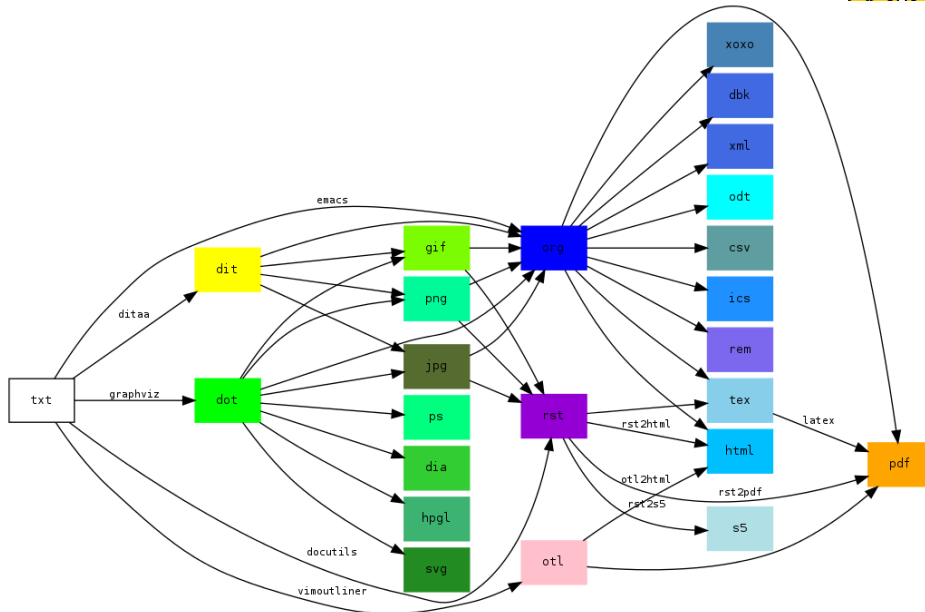 xoxo
dbk
xml
emacs
odt
dit
gif
org
csv
png
ics
ditaa
rem
jpg
txt
graphviz
dot
tex
ps
rst
latex
rst2html
dia
html
pdf
otl2html
rst2pdf
hpgl
rst2s5
s5
docutils
svg
otl
vimoutliner